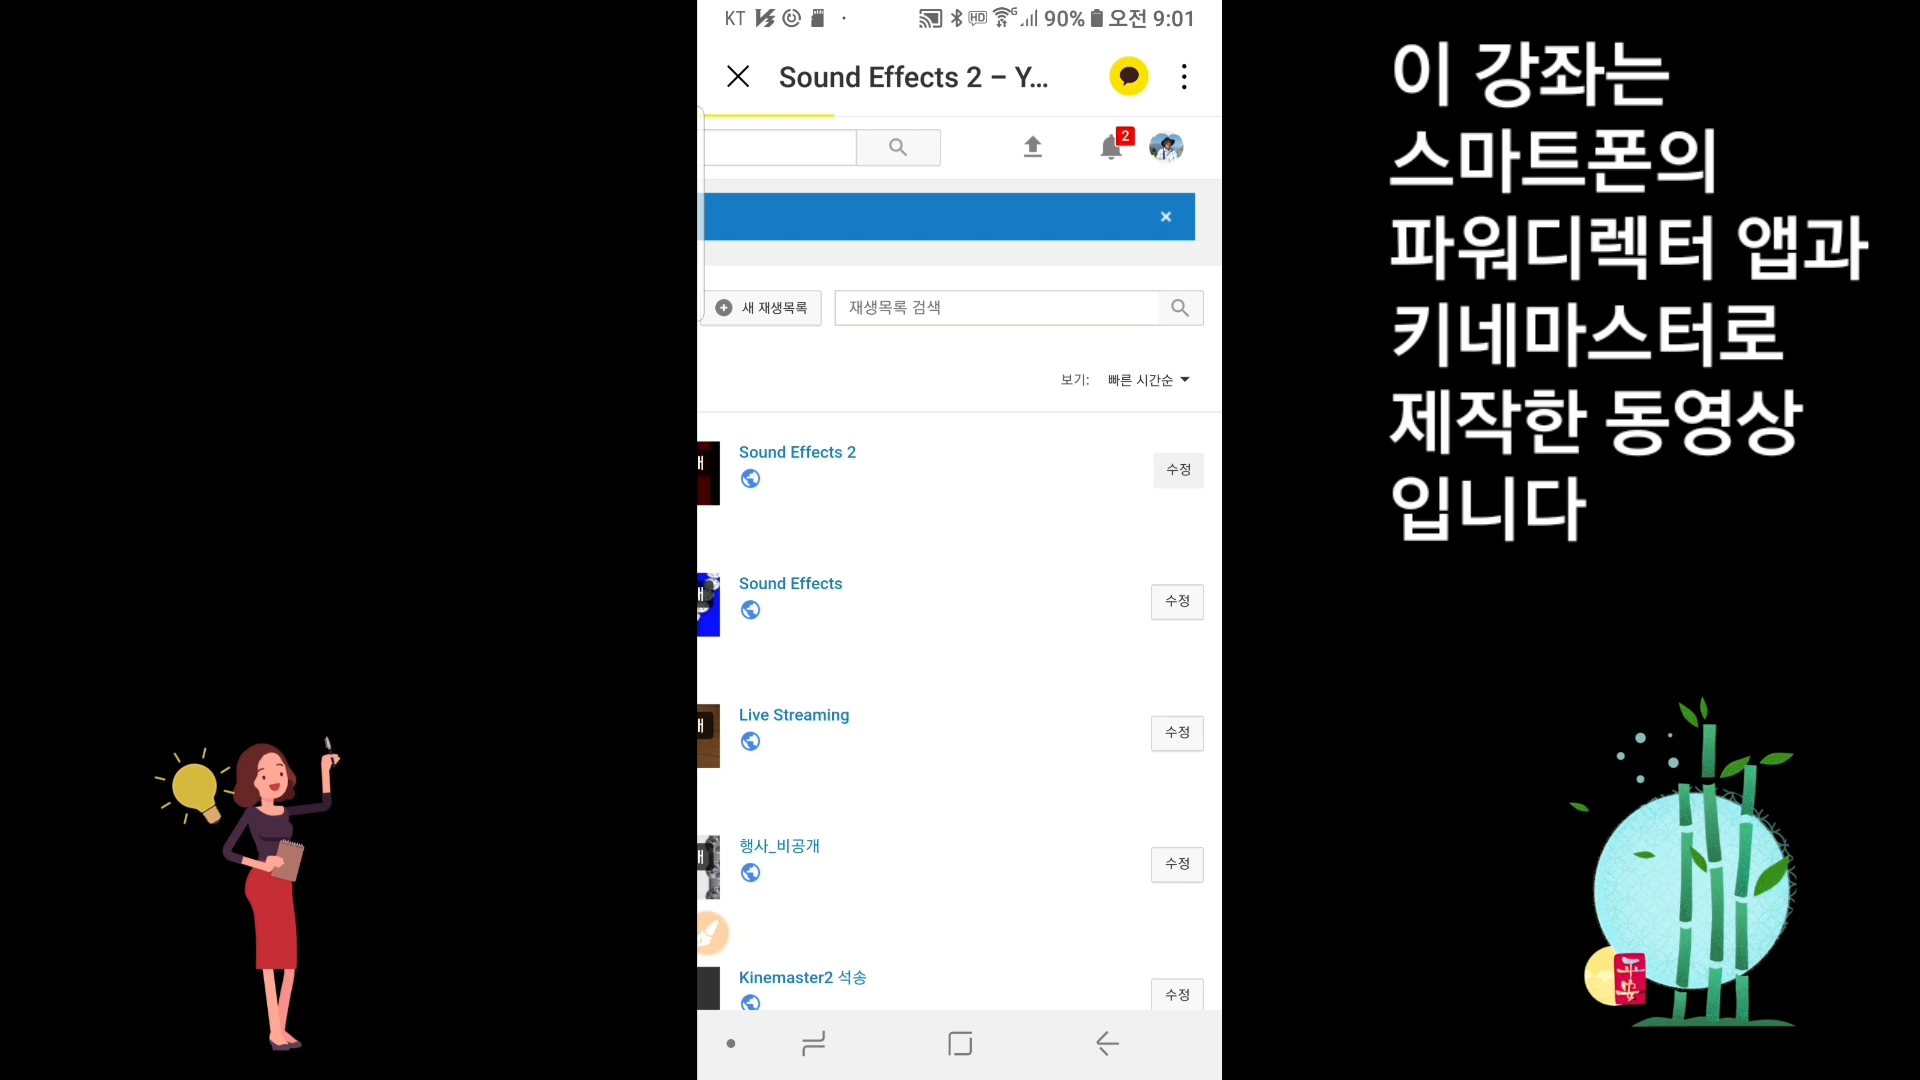 KT
HD
G
90%
오전 9:01
Sound Effects 2 – Y...
2
새 재생목록
재생목록 검색
보기: 빠른 시간순
Sound Effects 2
수정
Sound Effects
수정
Live Streaming
수정
행사_비공개
수정
Kinemaster2 석송
수정
이 강좌는
스마트폰의
파워디렉터 앱과
키네마스터로
제작한 동영상
입니다
平
安